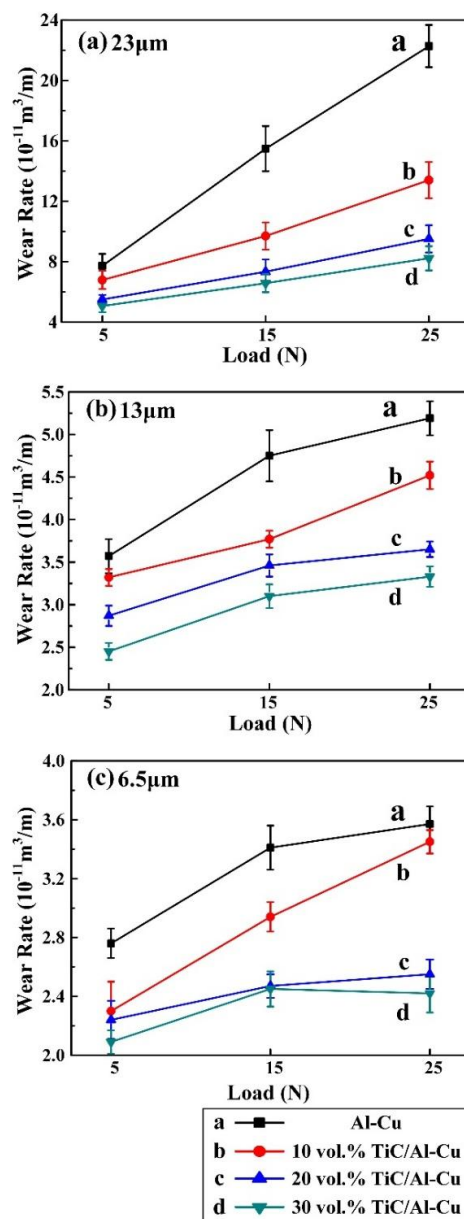 (a) 23μm
a
b
c
d
24
20
16
12
8
4
Wear Rate (10⁻¹¹m³/m)
5
15
25
Load (N)
(b) 13μm
a
b
c
d
5.5
5.0
4.5
4.0
3.5
3.0
2.5
2.0
Wear Rate (10⁻¹¹m³/m)
5
15
25
Load (N)
(c) 6.5μm
a
b
c
d
4.0
3.6
3.2
2.8
2.4
2.0
Wear Rate (10⁻¹¹m³/m)
5
15
25
Load (N)
a Al-Cu
b 10 vol.% TiC/Al-Cu
c 20 vol.% TiC/Al-Cu
d 30 vol.% TiC/Al-Cu